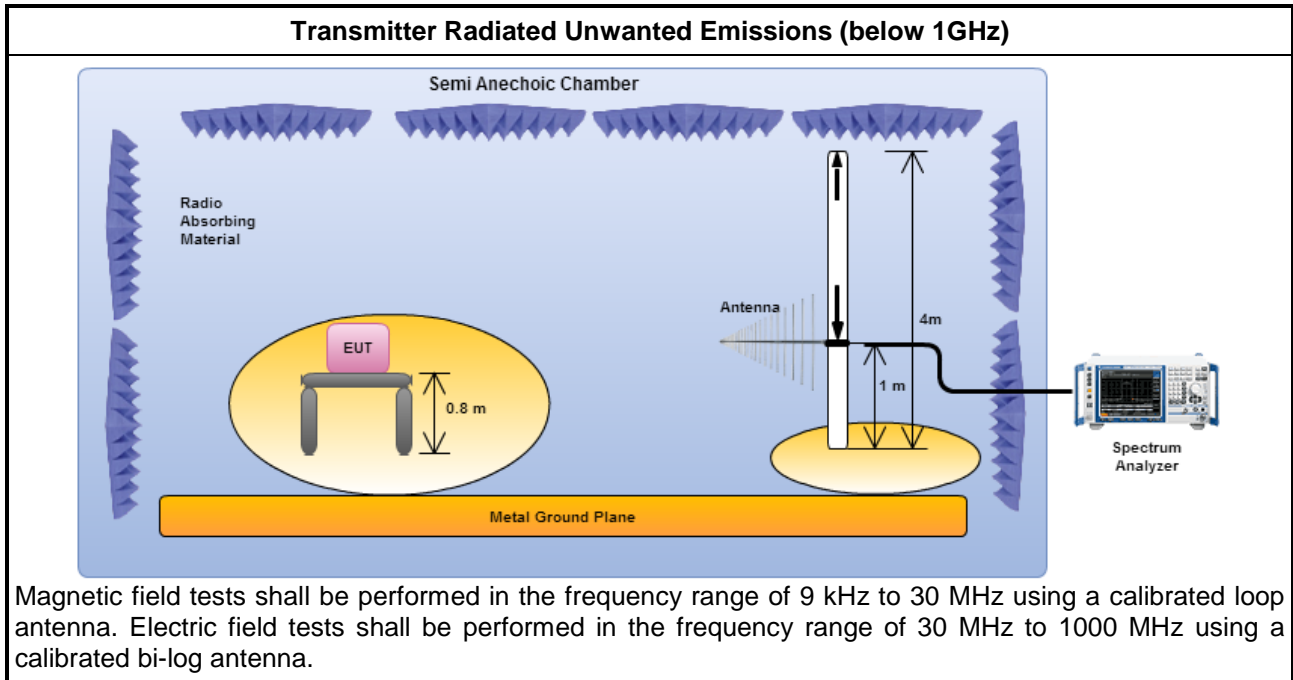 Transmitter Radiated Unwanted Emissions (below 1GHz)
Semi Anechoic Chamber
Radio
Absorbing
Material
Antenna
4m
EUT
1 m
0.8 m
Spectrum
Analyzer
Metal Ground Plane
Magnetic field tests shall be performed in the frequency range of 9 kHz to 30 MHz using a calibrated loop
antenna. Electric field tests shall be performed in the frequency range of 30 MHz to 1000 MHz using a
calibrated bi-log antenna.